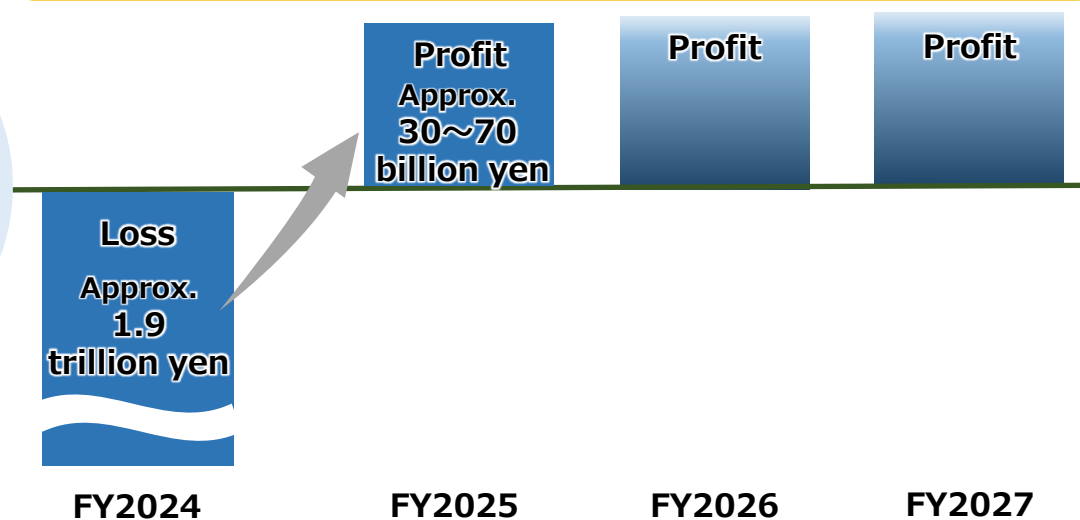 Profit
Approx.
30～70
billion yen
Profit
Profit
Loss
Approx.
1.9
trillion yen
FY2024
FY2025
FY2026
FY2027